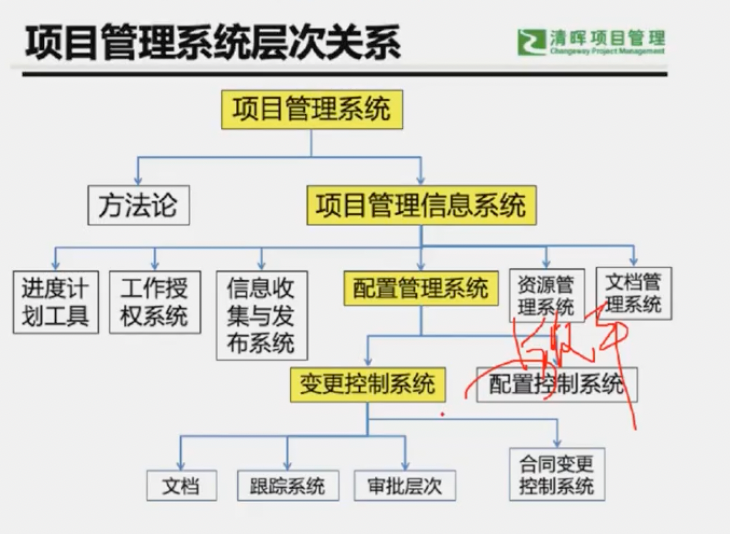 项目管理系统层次关系
清晖项目管理
Changeway Project Management
项目管理系统
方法论
项目管理信息系统
进度计
划工具
工作授
权系统
信息收
集与发
布系统
配置管理系统
资源管
理系统
文档管
理系统
变更控制系统
配置控制系统
文档
跟踪系统
审批层次
合同变更
控制系统